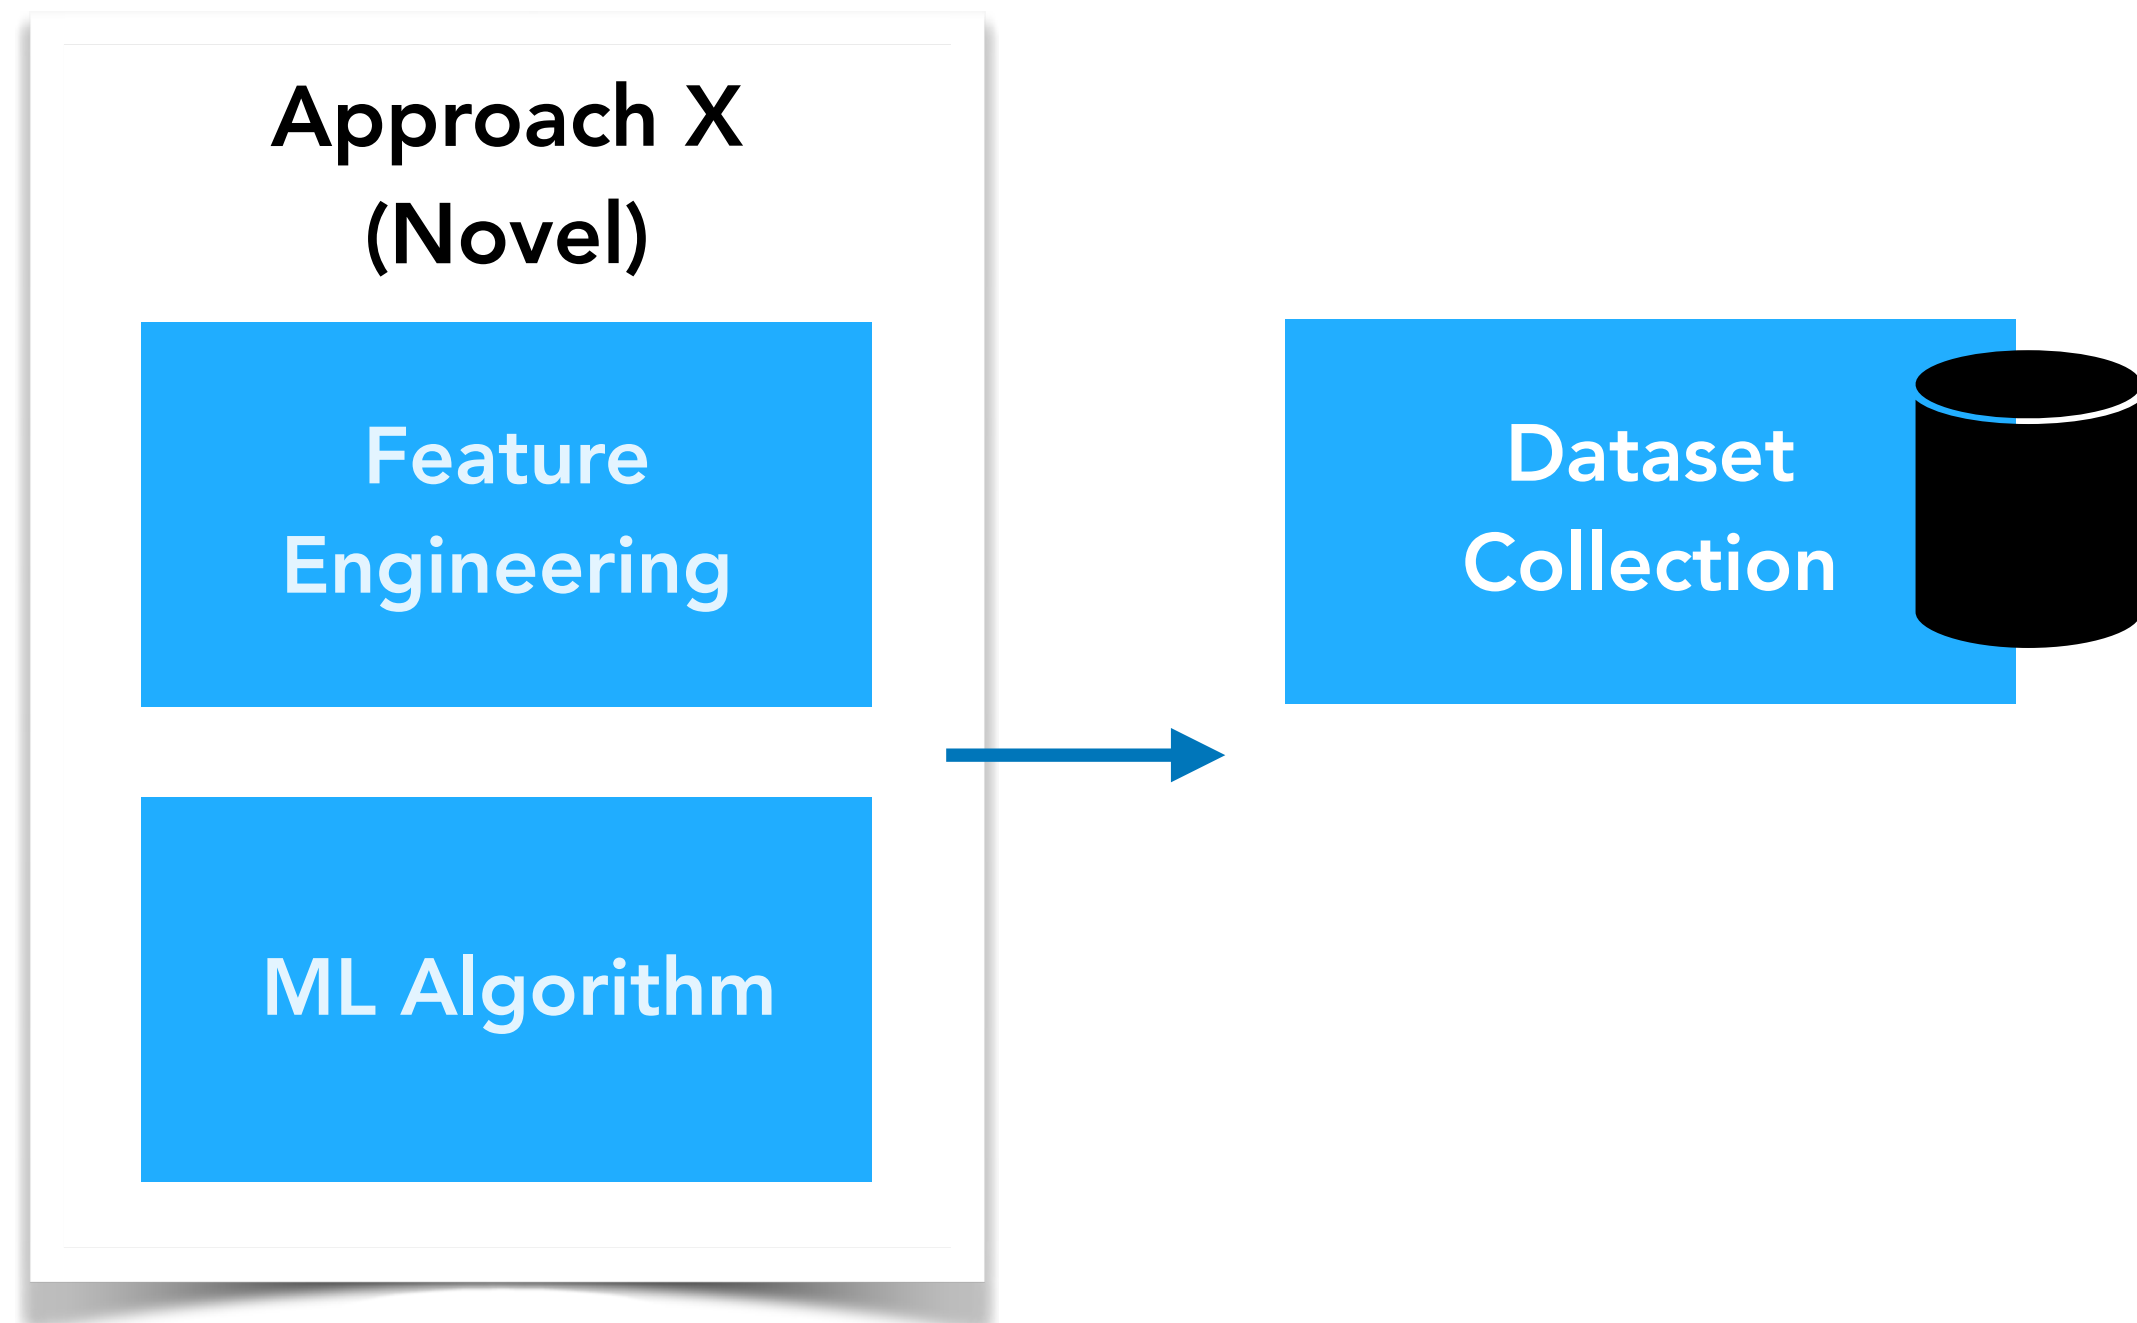 Approach X
(Novel)
Feature
Engineering
ML Algorithm
Dataset
Collection